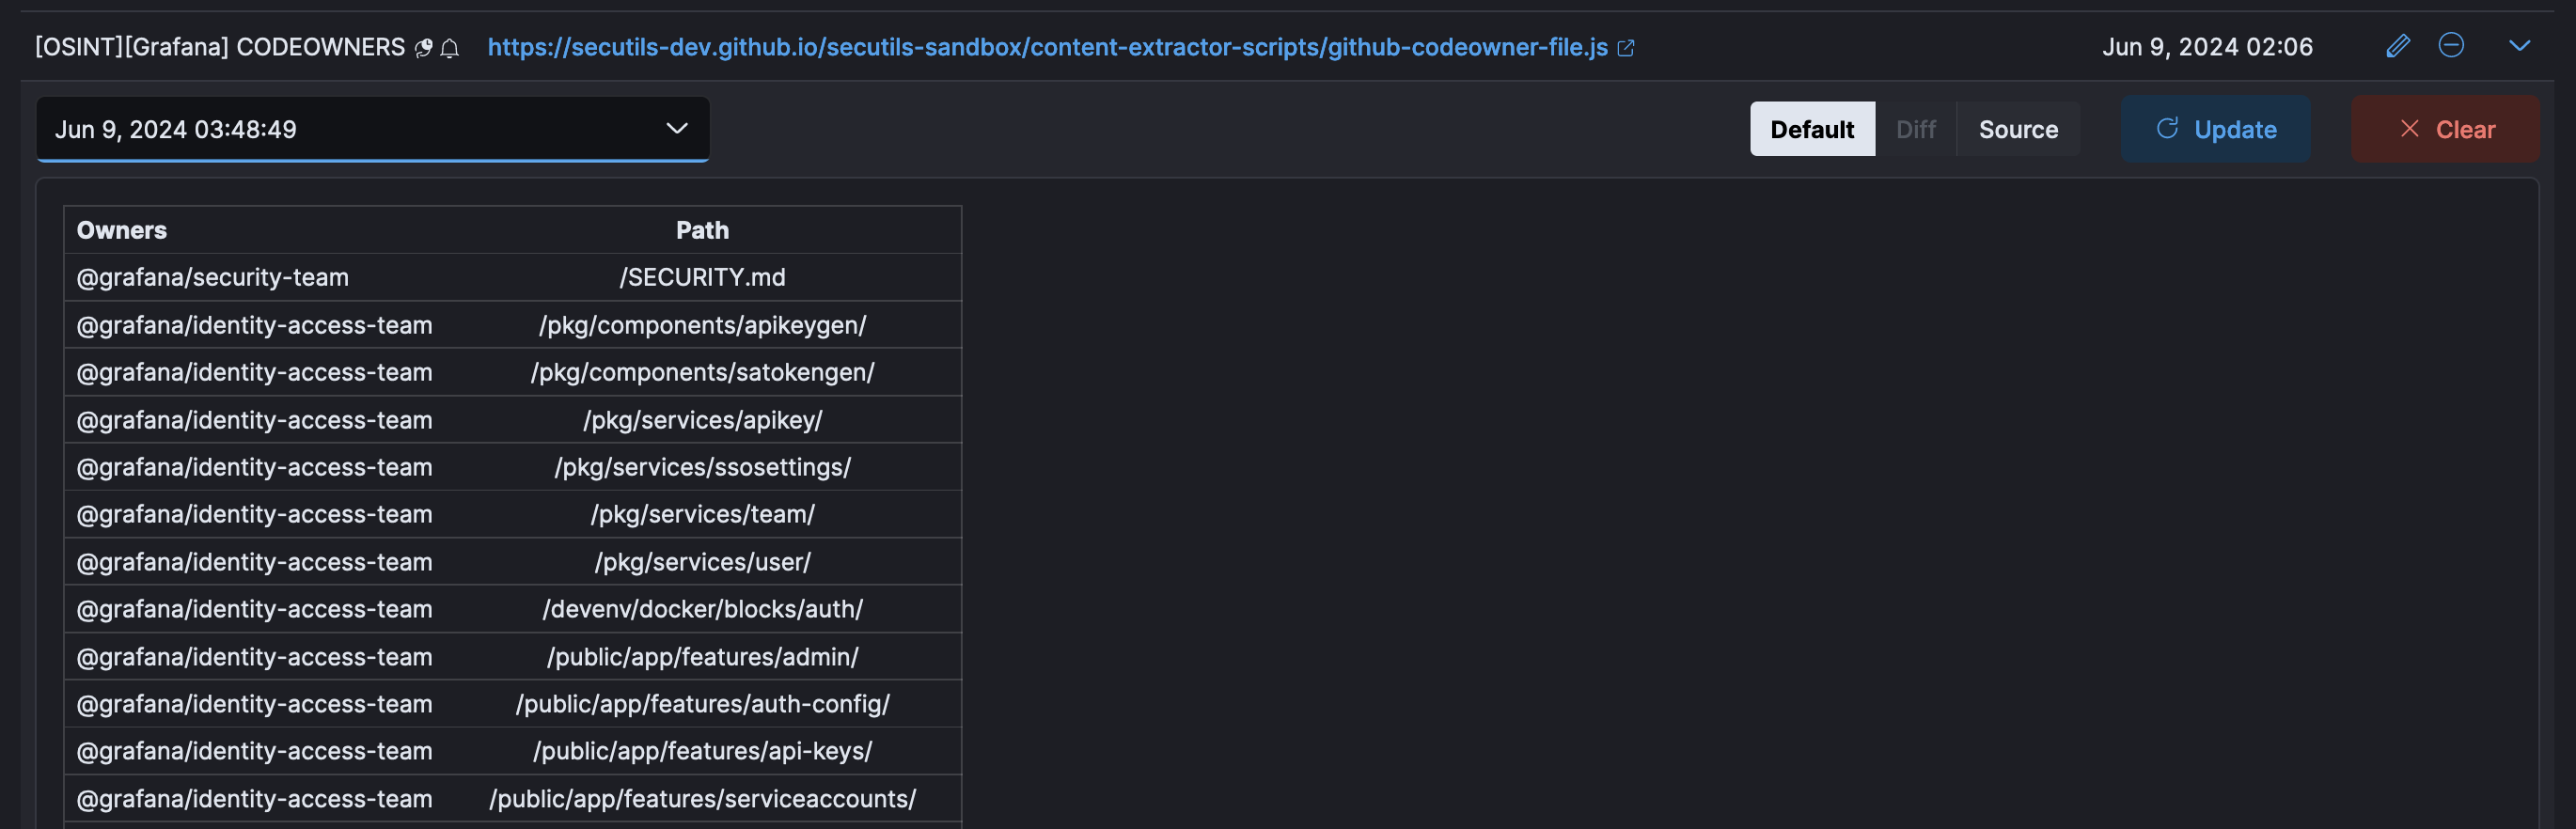 [OSINT][Grafana] CODEOWNERS https://secutils-dev.github.io/secutils-sandbox/content-extractor-scripts/github-codeowner-file.js Jun 9, 2024 02:06
Jun 9, 2024 03:48:49 Default Diff Source Update Clear
Owners Path
@grafana/security-team /SECURITY.md
@grafana/identity-access-team /pkg/components/apikeygen/
@grafana/identity-access-team /pkg/components/satokengen/
@grafana/identity-access-team /pkg/services/apikey/
@grafana/identity-access-team /pkg/services/ssosettings/
@grafana/identity-access-team /pkg/services/team/
@grafana/identity-access-team /pkg/services/user/
@grafana/identity-access-team /devenv/docker/blocks/auth/
@grafana/identity-access-team /public/app/features/admin/
@grafana/identity-access-team /public/app/features/auth-config/
@grafana/identity-access-team /public/app/features/api-keys/
@grafana/identity-access-team /public/app/features/serviceaccounts/